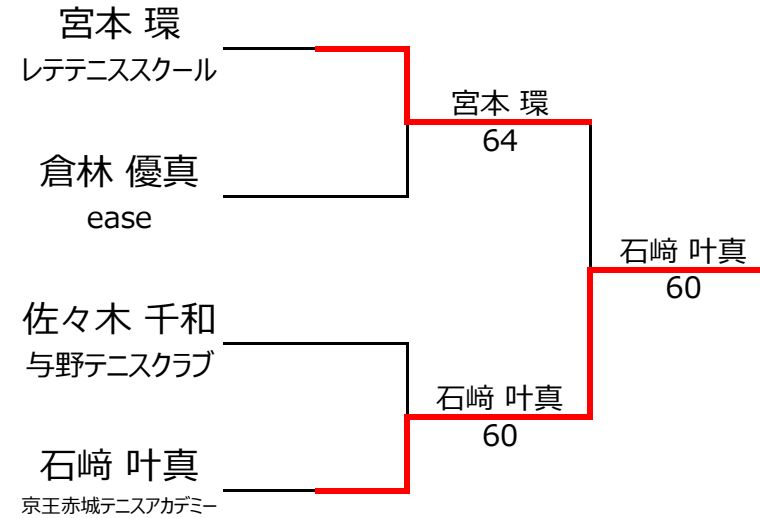 宮本 環
レテテニススクール
宮本 環
64
倉林 優真
ease
石﨑 叶真
60
佐々木 千和
与野テニスクラブ
石﨑 叶真
60
石﨑 叶真
京王赤城テニスアカデミー